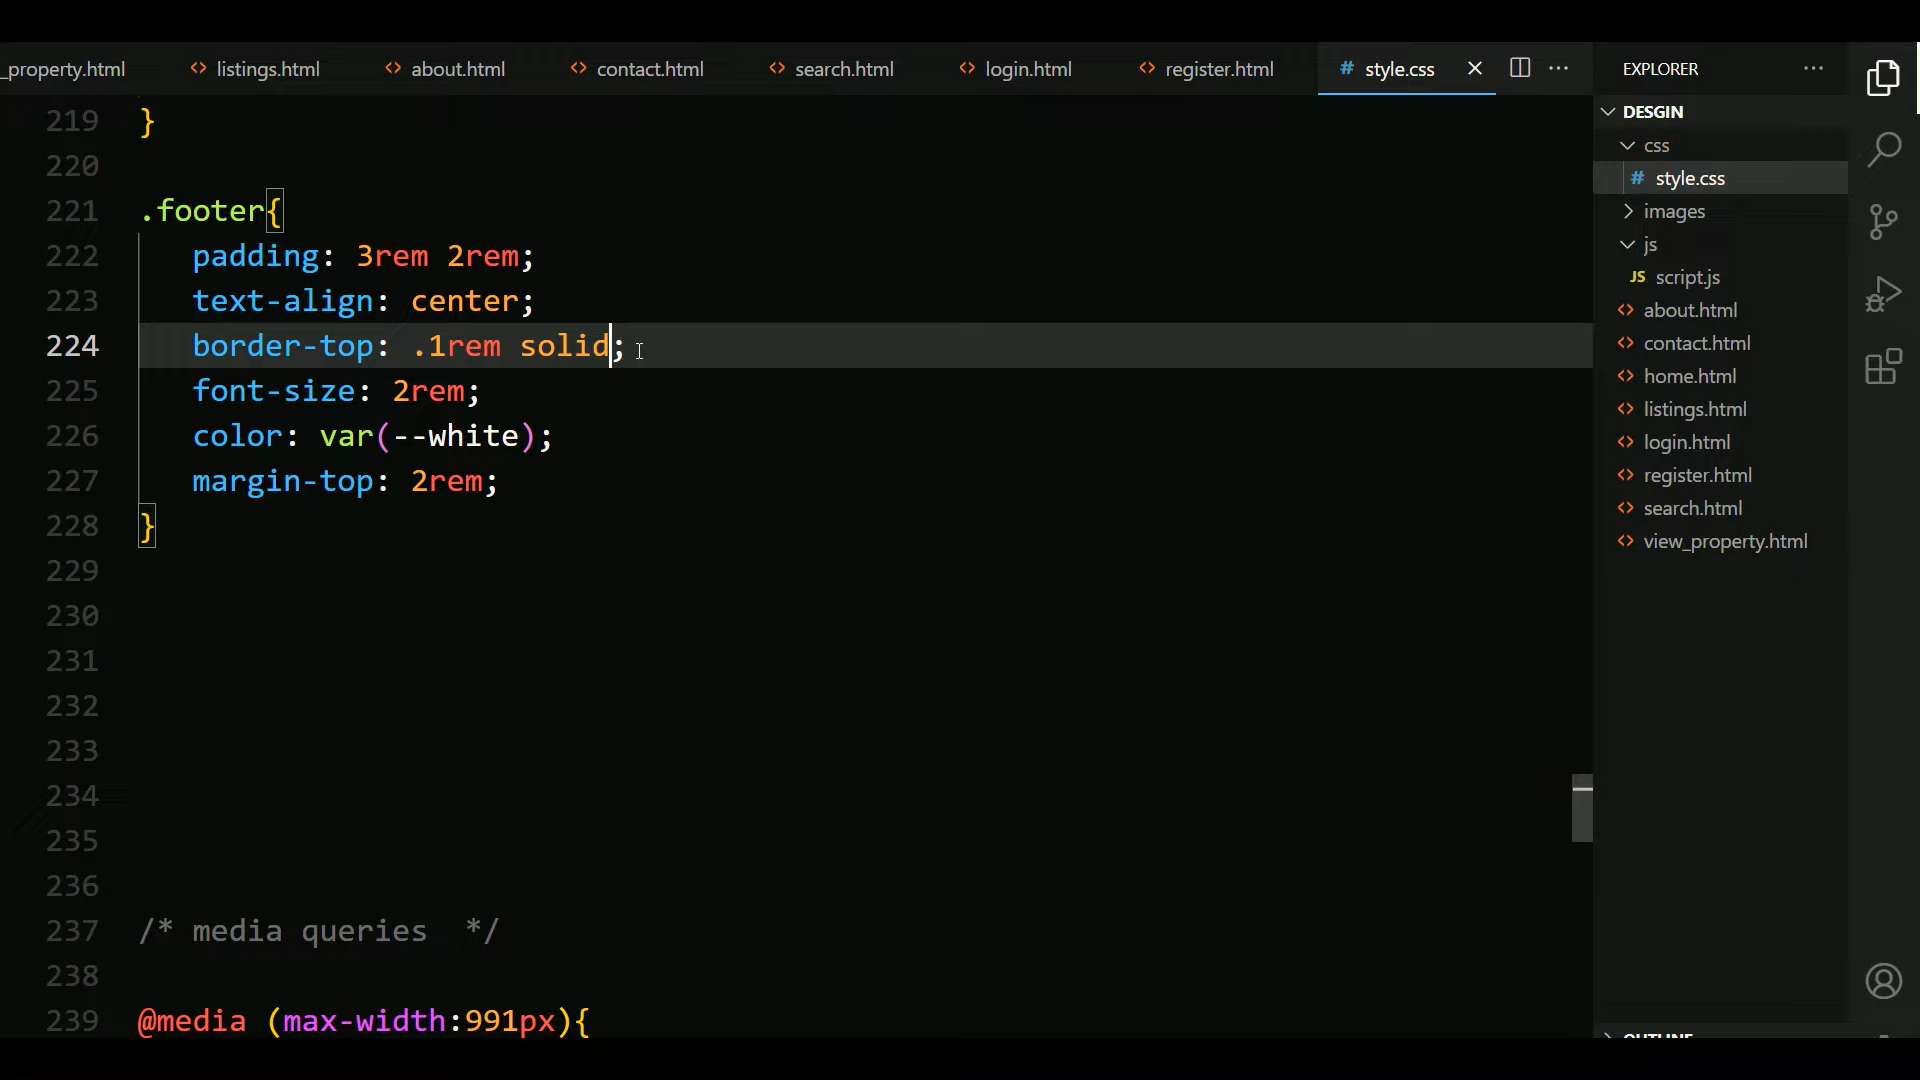 _property.html listings.html about.html contact.html search.html login.html register.html # style.css
219 }
220
221 .footer{
222 padding: 3rem 2rem;
223 text-align: center;
224 border-top: .1rem solid;
225 font-size: 2rem;
226 color: var(--white);
227 margin-top: 2rem;
228 }
229
230
231
232
233
234
235
236
237 /* media queries  */
238
239 @media (max-width:991px){
EXPLORER
DESGIN
css
# style.css
images
js
JS script.js
about.html
contact.html
home.html
listings.html
login.html
register.html
search.html
view_property.html
OUTLINE